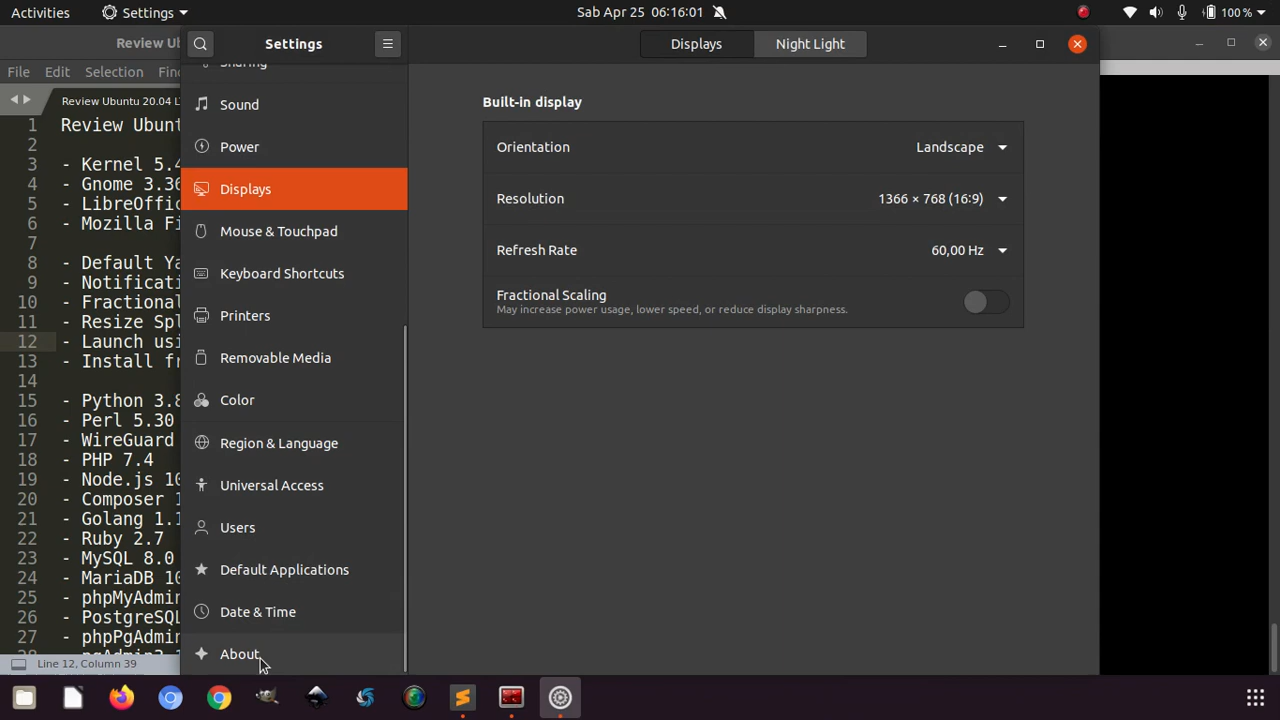 Activities
Settings
Sab Apr 25 06:16:01
100 %
Review Ub
Settings
Displays
Night Light
File Edit Selection Fin
Sharing
Review Ubuntu 20.04 LT
Sound
Power
Displays
Mouse & Touchpad
Keyboard Shortcuts
Printers
Removable Media
Color
Region & Language
Universal Access
Users
Default Applications
Date & Time
About
Built-in display
Orientation
Landscape
Resolution
1366 × 768 (16:9)
Refresh Rate
60,00 Hz
Fractional Scaling
May increase power usage, lower speed, or reduce display sharpness.
1 Review Ubunt
2
3 - Kernel 5.4
4 - Gnome 3.36
5 - LibreOffic
6 - Mozilla Fi
7
8 - Default Ya
9 - Notificati
10 - Fractional
11 - Resize Spl
12 - Launch usi
13 - Install fr
14
15 - Python 3.8
16 - Perl 5.30
17 - WireGuard
18 - PHP 7.4
19 - Node.js 10
20 - Composer 1
21 - Golang 1.1
22 - Ruby 2.7
23 - MySQL 8.0
24 - MariaDB 10
25 - phpMyAdmin
26 - PostgreSQL
27 - phpPgAdmin
28 - pgAdmin3
Line 12, Column 39